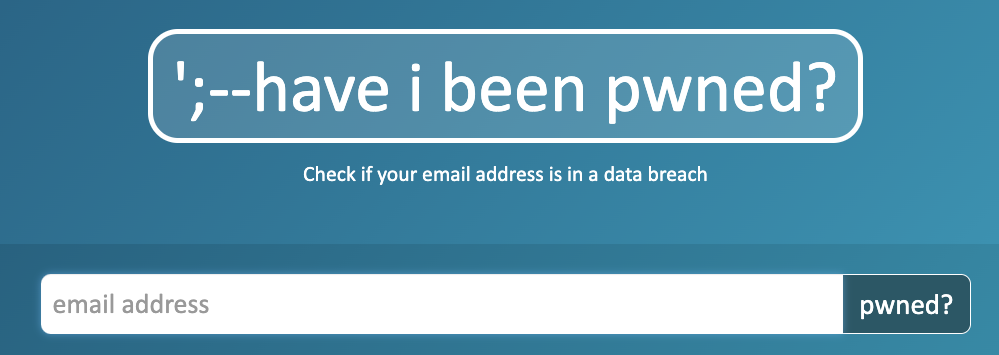 ';--have i been pwned?
Check if your email address is in a data breach
email address
pwned?